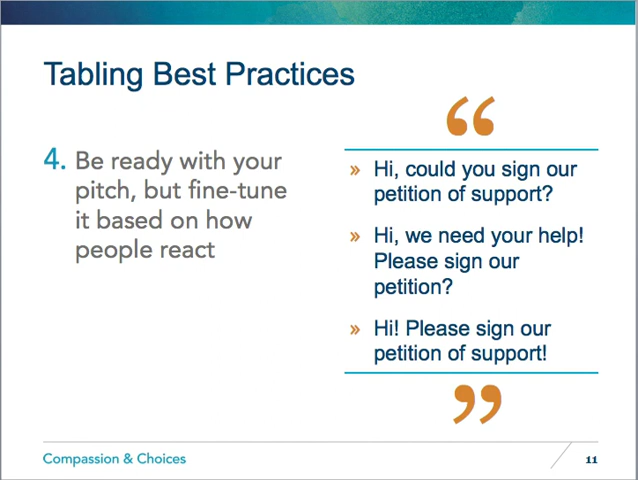 Tabling Best Practices
4. Be ready with your
pitch, but fine-tune
it based on how
people react
“
» Hi, could you sign our
petition of support?
» Hi, we need your help!
Please sign our
petition?
» Hi! Please sign our
petition of support!
”
Compassion & Choices
11